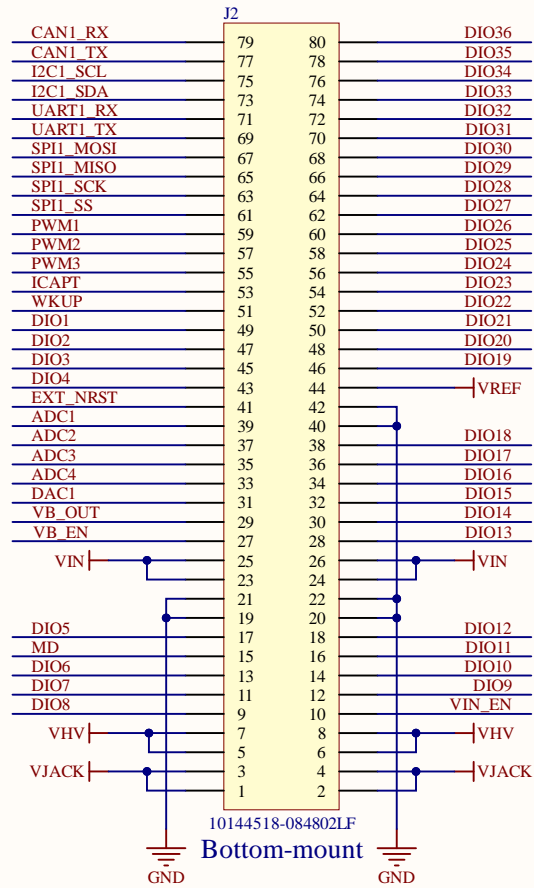 J2
CAN1_RX 79 80 DIO36
CAN1_TX 77 78 DIO35
I2C1_SCL 75 76 DIO34
I2C1_SDA 73 74 DIO33
UART1_RX 71 72 DIO32
UART1_TX 69 70 DIO31
SPI1_MOSI 67 68 DIO30
SPI1_MISO 65 66 DIO29
SPI1_SCK 63 64 DIO28
SPI1_SS 61 62 DIO27
PWM1 59 60 DIO26
PWM2 57 58 DIO25
PWM3 55 56 DIO24
ICAPT 53 54 DIO23
WKUP 51 52 DIO22
DIO1 49 50 DIO21
DIO2 47 48 DIO20
DIO3 45 46 DIO19
DIO4 43 44 VREF
EXT_NRST 41 42
ADC1 39 40
ADC2 37 38 DIO18
ADC3 35 36 DIO17
ADC4 33 34 DIO16
DAC1 31 32 DIO15
VB_OUT 29 30 DIO14
VB_EN 27 28 DIO13
VIN 25 26 VIN
23 24
21 22
19 20
DIO5 17 18 DIO12
MD 15 16 DIO11
DIO6 13 14 DIO10
DIO7 11 12 DIO9
DIO8 9 10 VIN_EN
VHV 7 8 VHV
5 6
VJACK 3 4 VJACK
1 2
10144518-084802LF
Bottom-mount
GND GND